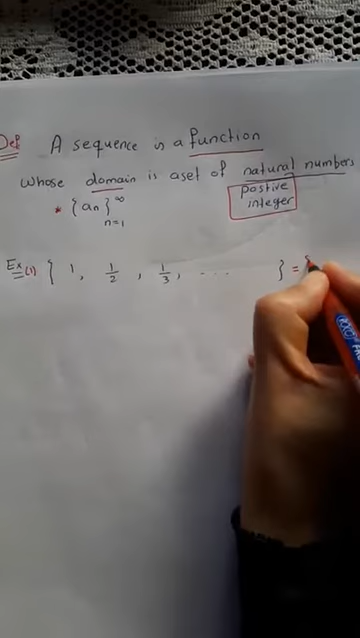 Def A sequence is a function
whose domain is a set of natural numbers
postive
integer
* {an}∞n=1
Ex (1) { 1, 1/2, 1/3, ... } =